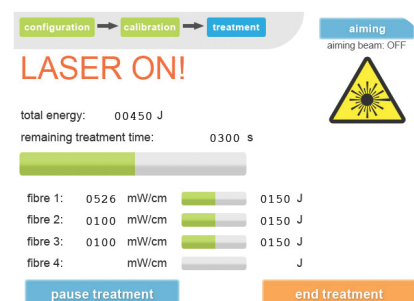 configuration calibration treatment
aiming
aiming beam: OFF
LASER ON!
total energy: 00450 J
remaining treatment time: 0300 s
fibre 1: 0526 mW/cm 0150 J
fibre 2: 0100 mW/cm 0150 J
fibre 3: 0100 mW/cm 0150 J
fibre 4: mW/cm J
pause treatment end treatment